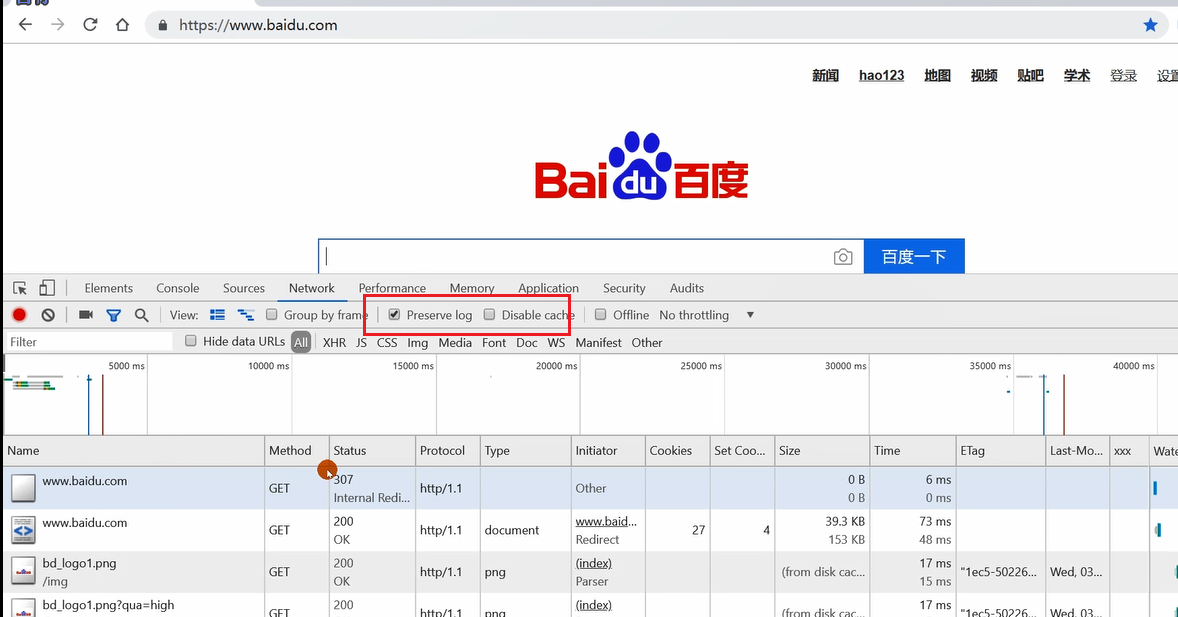 https://www.baidu.com
新闻 hao123 地图 视频 贴吧 学术 登录 设置
Bai du 百度
百度一下
Elements Console Sources Network Performance Memory Application Security Audits
View: Group by frame Preserve log Disable cache Offline No throttling ▼
Filter Hide data URLs All XHR JS CSS Img Media Font Doc WS Manifest Other
5000 ms 10000 ms 15000 ms 20000 ms 25000 ms 30000 ms 35000 ms 40000 ms
Name Method Status Protocol Type Initiator Cookies Set Coo... Size Time ETag Last-Mo... xxx Wate
www.baidu.com GET 307 http/1.1 Other 0 B 6 ms
Internal Redi... 0 B 0 ms
www.baidu.com GET 200 http/1.1 document www.baid... 27 4 39.3 KB 73 ms
OK Redirect 153 KB 48 ms
bd_logo1.png GET 200 http/1.1 png (index) (from disk cac... 17 ms "1ec5-50226... Wed, 03...
/img OK Parser 15 ms
bd_logo1.png?qua=high GET 200 http/1.1 png (index) (from disk cac... 17 ms "1ec5-50226... Wed, 03...